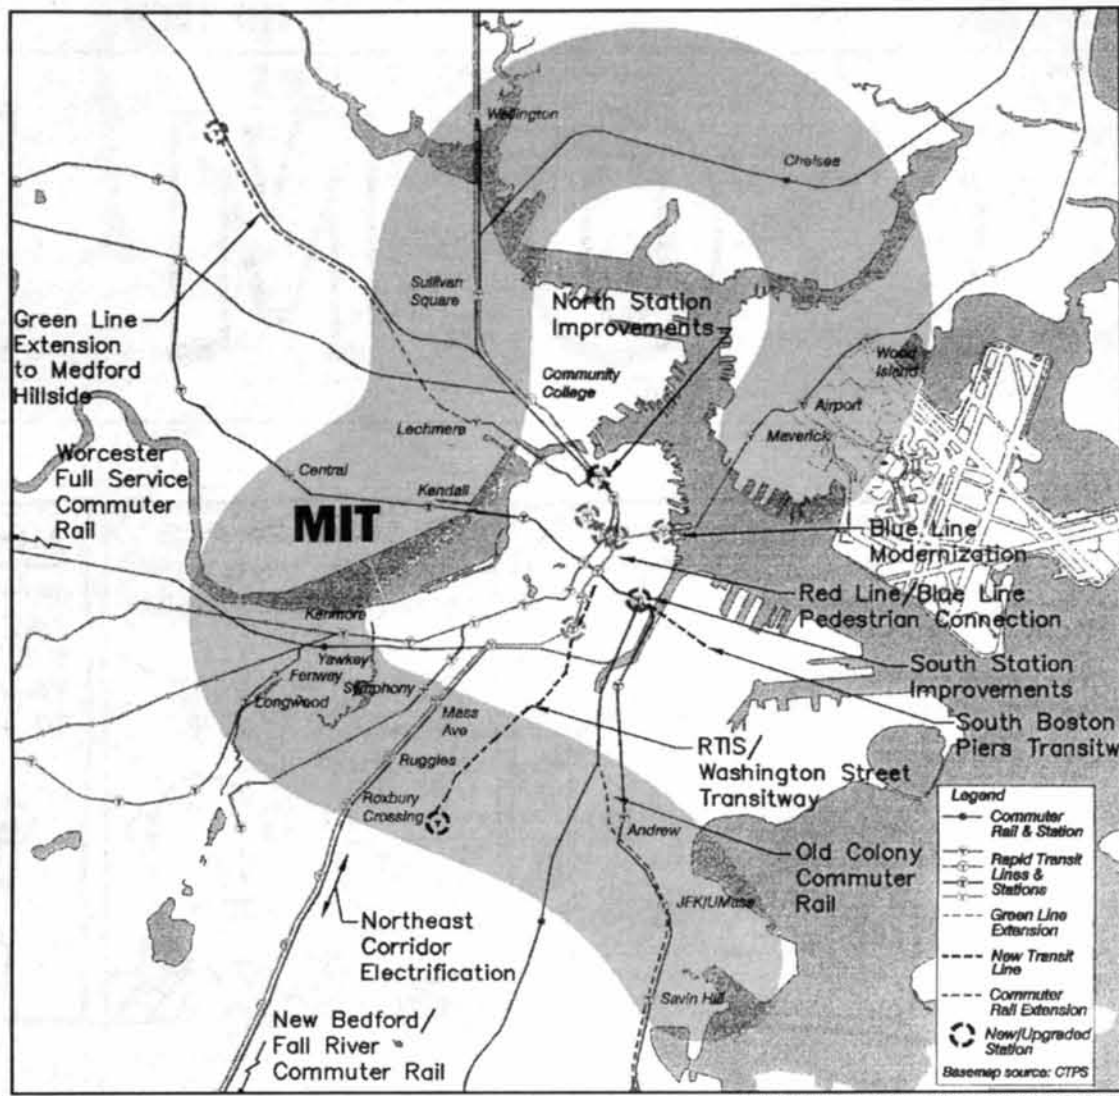 Wellington
Chelsea
Sullivan
Square
North Station
Improvements
Green Line
Extension
to Medford
Hillside
Wood
Island
Community
College
Airport
Lechmere
Maverick
Worcester
Full Service
Commuter
Rail
Central
Kendall
MIT
Blue Line
Modernization
Red Line/Blue Line
Pedestrian Connection
Kenmore
Yawkey
Fenway
Symphony
Longwood
South Station
Improvements
Mass
Ave
South Boston
Piers Transitw
RTIS/
Washington Street
Transitway
Ruggles
Roxbury
Crossing
Andrew
Old Colony
Commuter
Rail
JFK/UMass
Northeast
Corridor
Electrification
Savin Hill
New Bedford/
Fall River
Commuter Rail
Legend
Commuter
Rail & Station
Rapid Transit
Lines &
Stations
Green Line
Extension
New Transit
Line
Commuter
Rail Extension
New/Upgraded
Station
Basemap source: CTPS